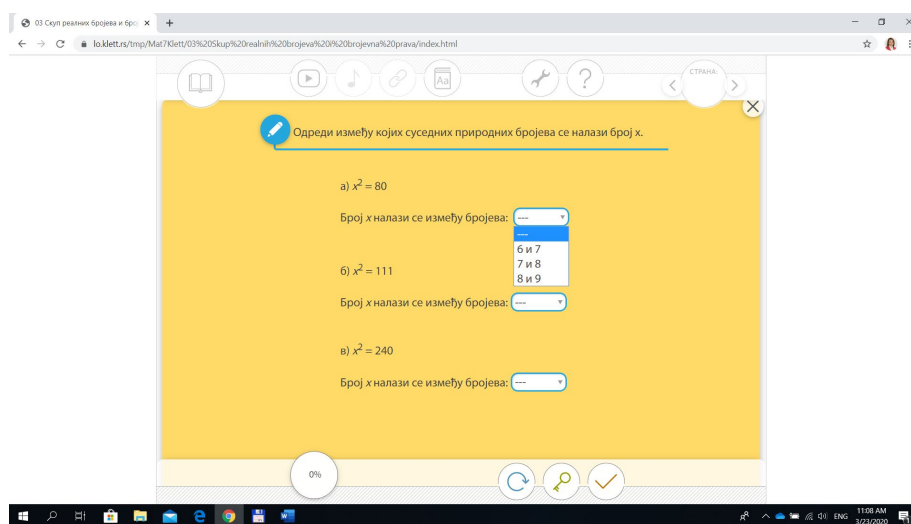 03 Скуп реалних бројева и број
lo.klett.rs/tmp/Mat7Klett/03%20Skup%20realnih%20brojeva%20i%20brojevna%20prava/index.html
Aa
?
СТРАНА:
Одреди између којих суседних природних бројева се налази број x.
а) x² = 80
Број x налази се између бројева: ---
---
6 и 7
7 и 8
8 и 9
б) x² = 111
Број x налази се између бројева: ---
в) x² = 240
Број x налази се између бројева: ---
0%
ENG
11:08 AM
3/23/2020